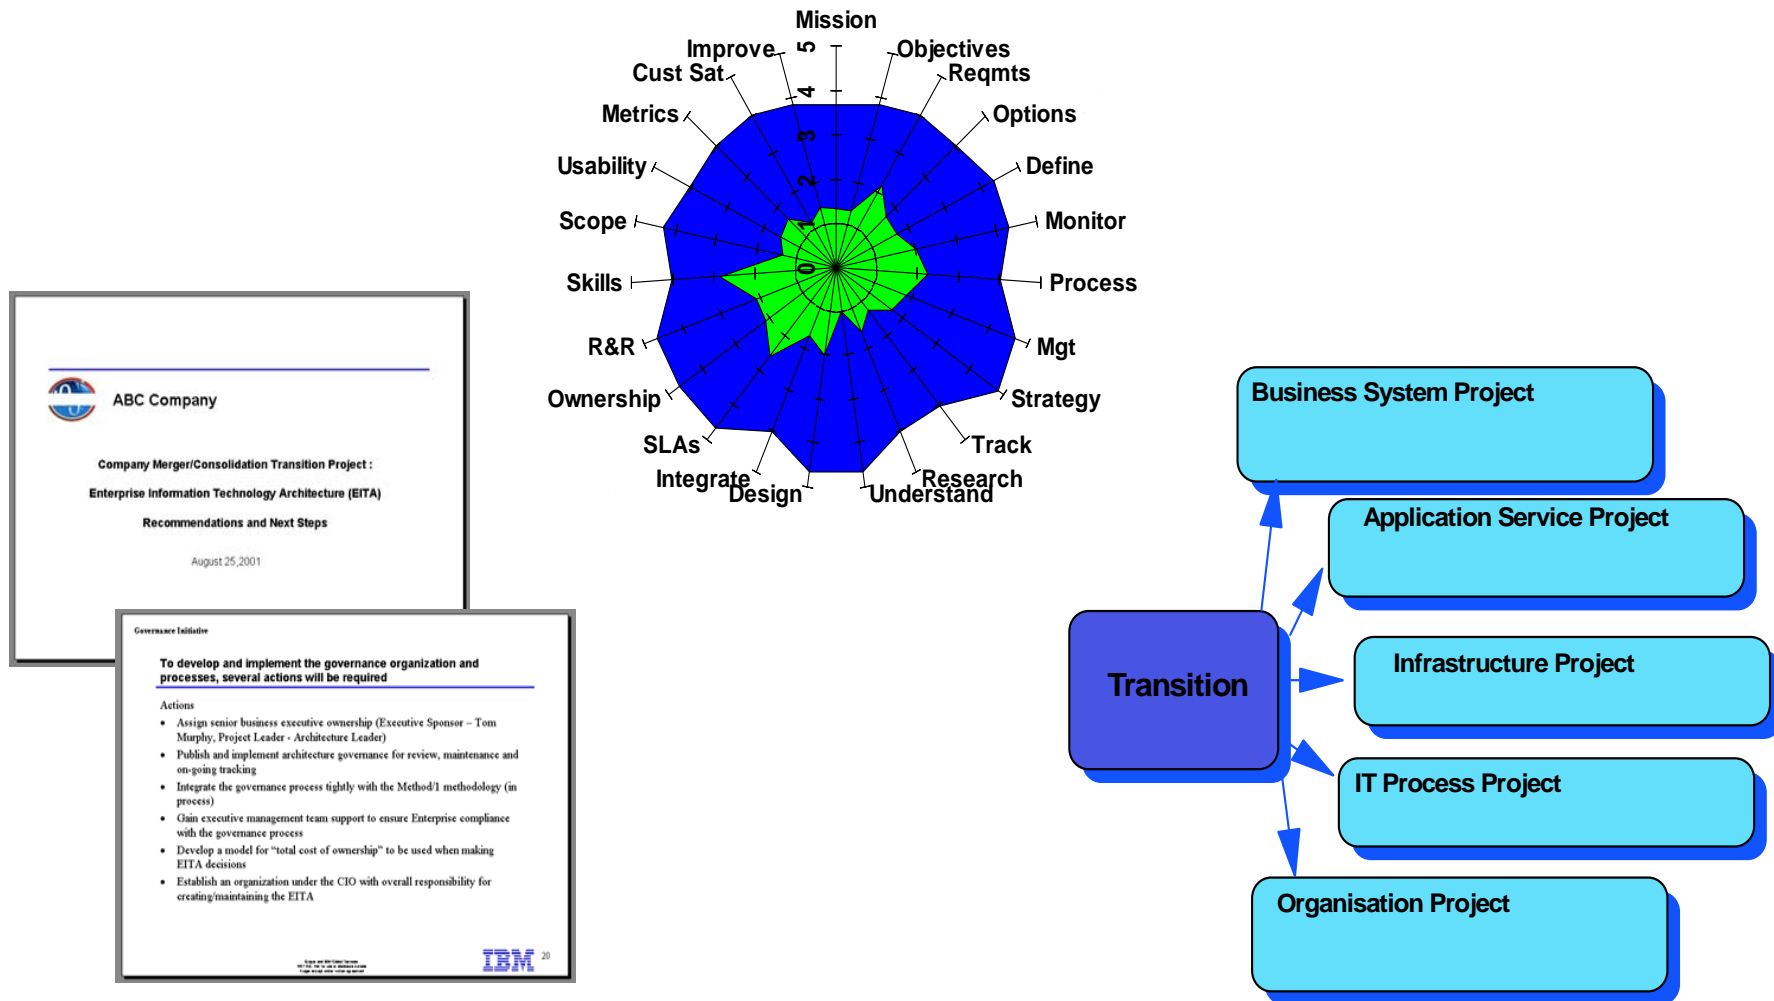 Mission
Improve
Objectives
Cust Sat
Reqmts
Metrics
Options
Usability
Define
Scope
Monitor
Skills
Process
R&R
Mgt
Ownership
Strategy
SLAs
Track
Integrate
Research
Design
Understand
5
4
3
2
1
0
ABC Company
Company Merger/Consolidation Transition Project :
Enterprise Information Technology Architecture (EITA)
Recommendations and Next Steps
August 25,2001
Governance Initiative
To develop and implement the governance organization and
processes, several actions will be required
Actions
• Assign senior business executive ownership (Executive Sponsor – Tom
Murphy, Project Leader - Architecture Leader)
• Publish and implement architecture governance for review, maintenance and
on-going tracking
• Integrate the governance process tightly with the Method/1 methodology (in
process)
• Gain executive management team support to ensure Enterprise compliance
with the governance process
• Develop a model for “total cost of ownership” to be used when making
EITA decisions
• Establish an organization under the CIO with overall responsibility for
creating/maintaining the EITA
IBM
20
Transition
Business System Project
Application Service Project
Infrastructure Project
IT Process Project
Organisation Project